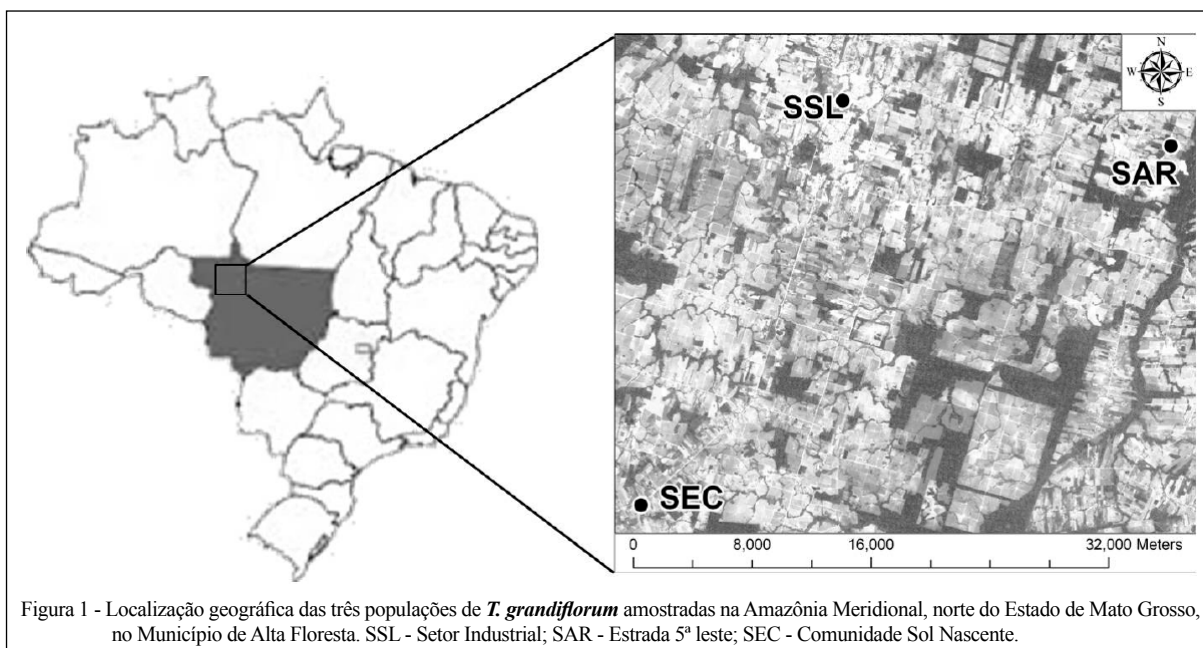 N
W E
S
SSL
SAR
SEC
0 8,000 16,000 32,000 Meters
Figura 1 - Localização geográfica das três populações de T. grandiflorum amostradas na Amazônia Meridional, norte do Estado de Mato Grosso,
no Município de Alta Floresta. SSL - Setor Industrial; SAR - Estrada 5ª leste; SEC - Comunidade Sol Nascente.